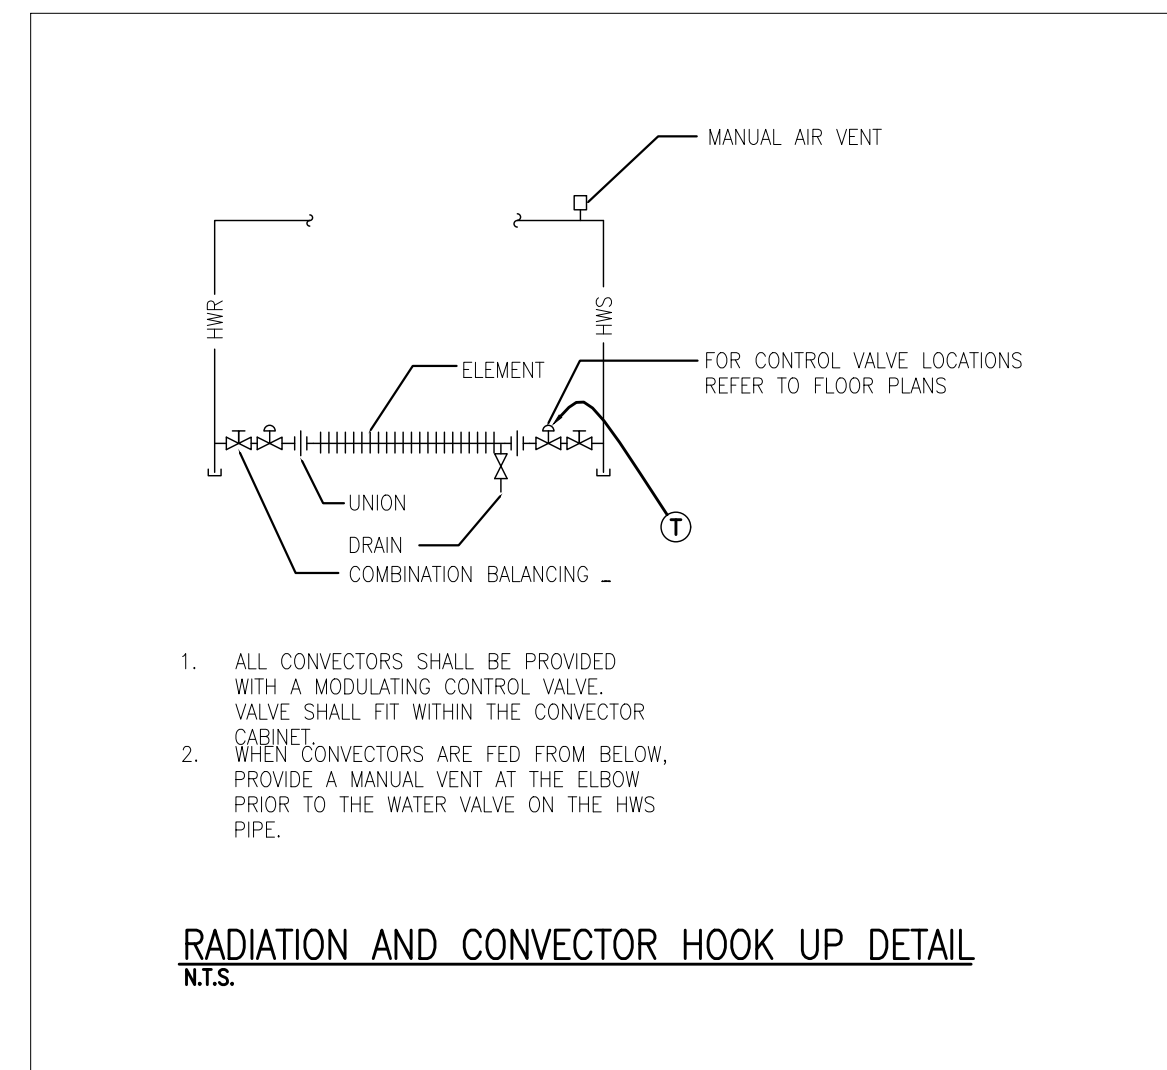 MANUAL AIR VENT
HWR
HWS
ELEMENT
FOR CONTROL VALVE LOCATIONS
REFER TO FLOOR PLANS
UNION
T
DRAIN
COMBINATION BALANCING _
1. ALL CONVECTORS SHALL BE PROVIDED
WITH A MODULATING CONTROL VALVE.
VALVE SHALL FIT WITHIN THE CONVECTOR
CABINET.
2. WHEN CONVECTORS ARE FED FROM BELOW,
PROVIDE A MANUAL VENT AT THE ELBOW
PRIOR TO THE WATER VALVE ON THE HWS
PIPE.
RADIATION AND CONVECTOR HOOK UP DETAIL
N.T.S.